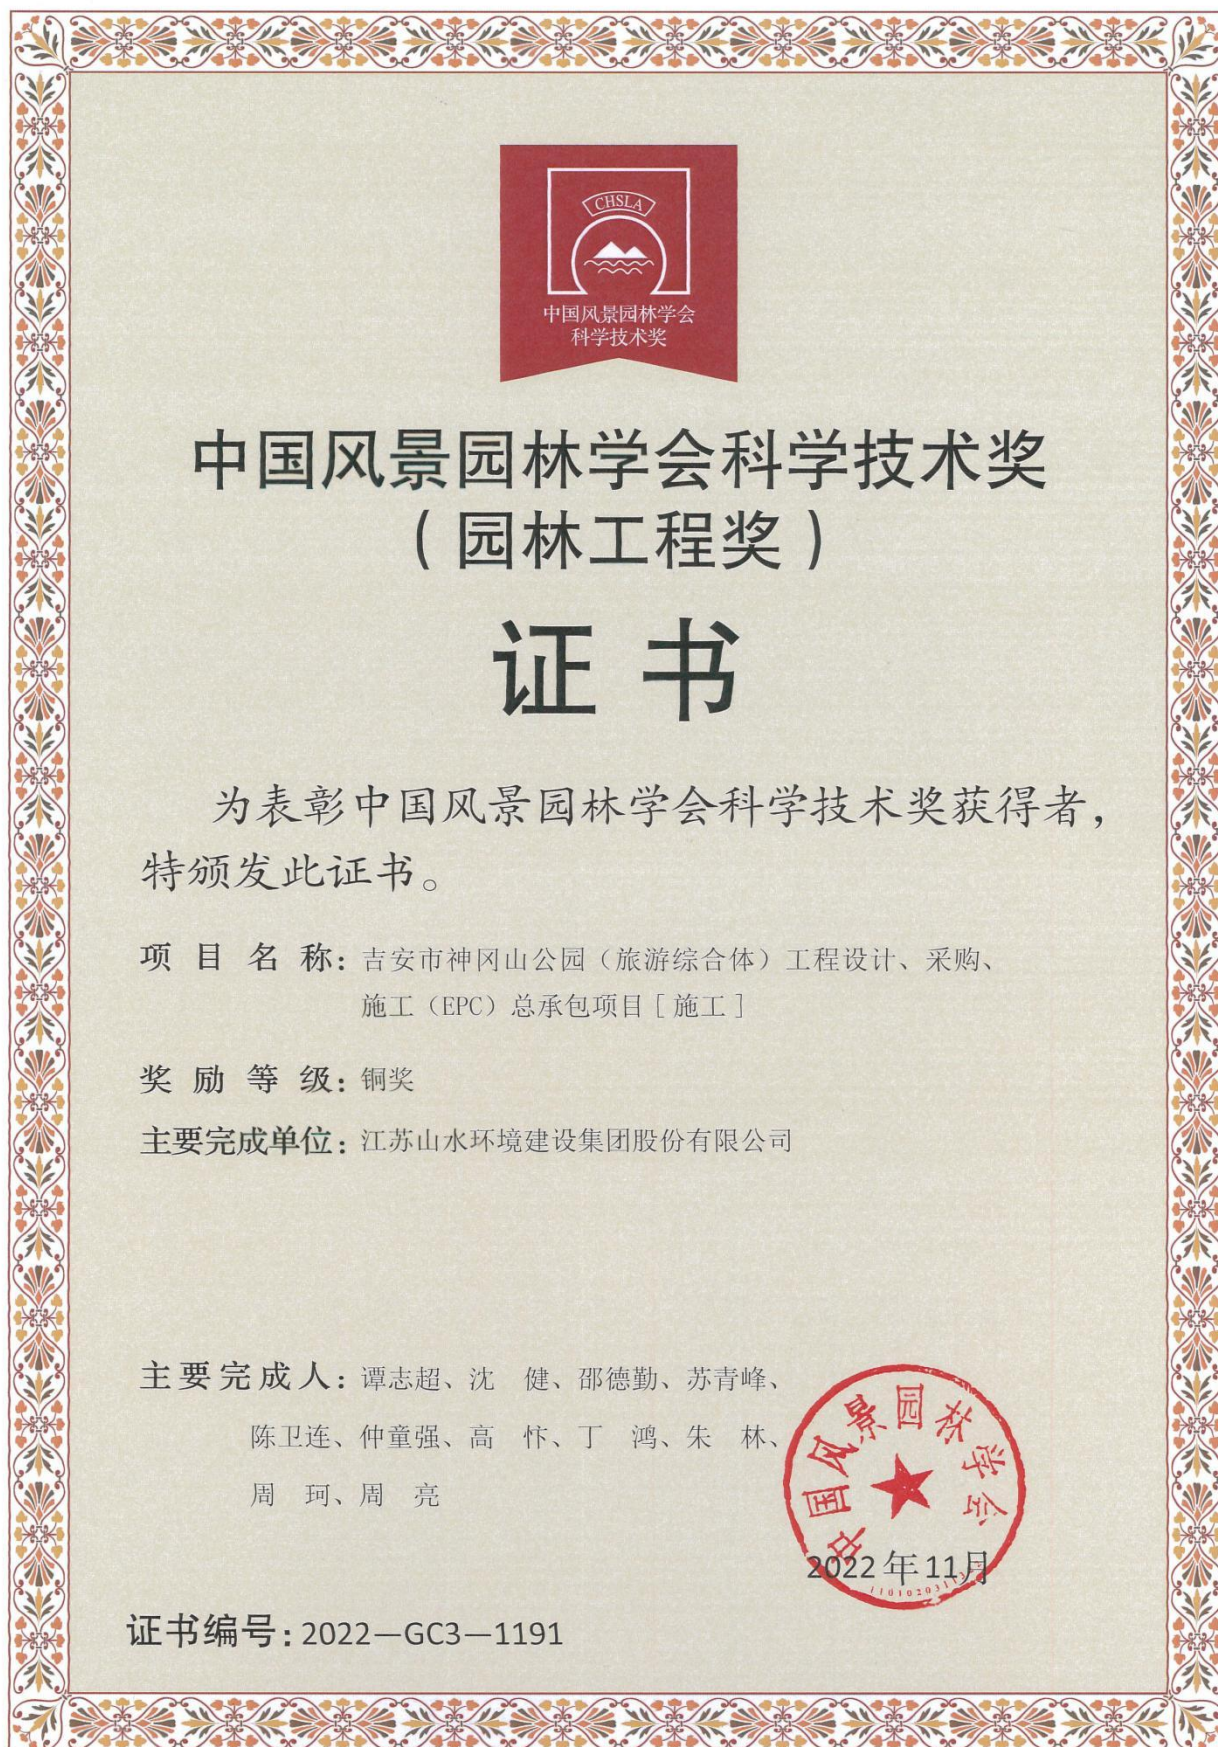 CHSLA
中国风景园林学会
科学技术奖
中国风景园林学会科学技术奖
（园林工程奖）
证书
为表彰中国风景园林学会科学技术奖获得者，
特颁发此证书。
项目名称：吉安市神冈山公园（旅游综合体）工程设计、采购、
施工（EPC）总承包项目［施工］
奖励等级：铜奖
主要完成单位：江苏山水环境建设集团股份有限公司
主要完成人：谭志超、沈　健、邵德勤、苏青峰、
陈卫连、仲童强、高　忭、丁　鸿、朱　林、
周　珂、周　亮
中国风景园林学会
2022年11月
证书编号：2022—GC3—1191